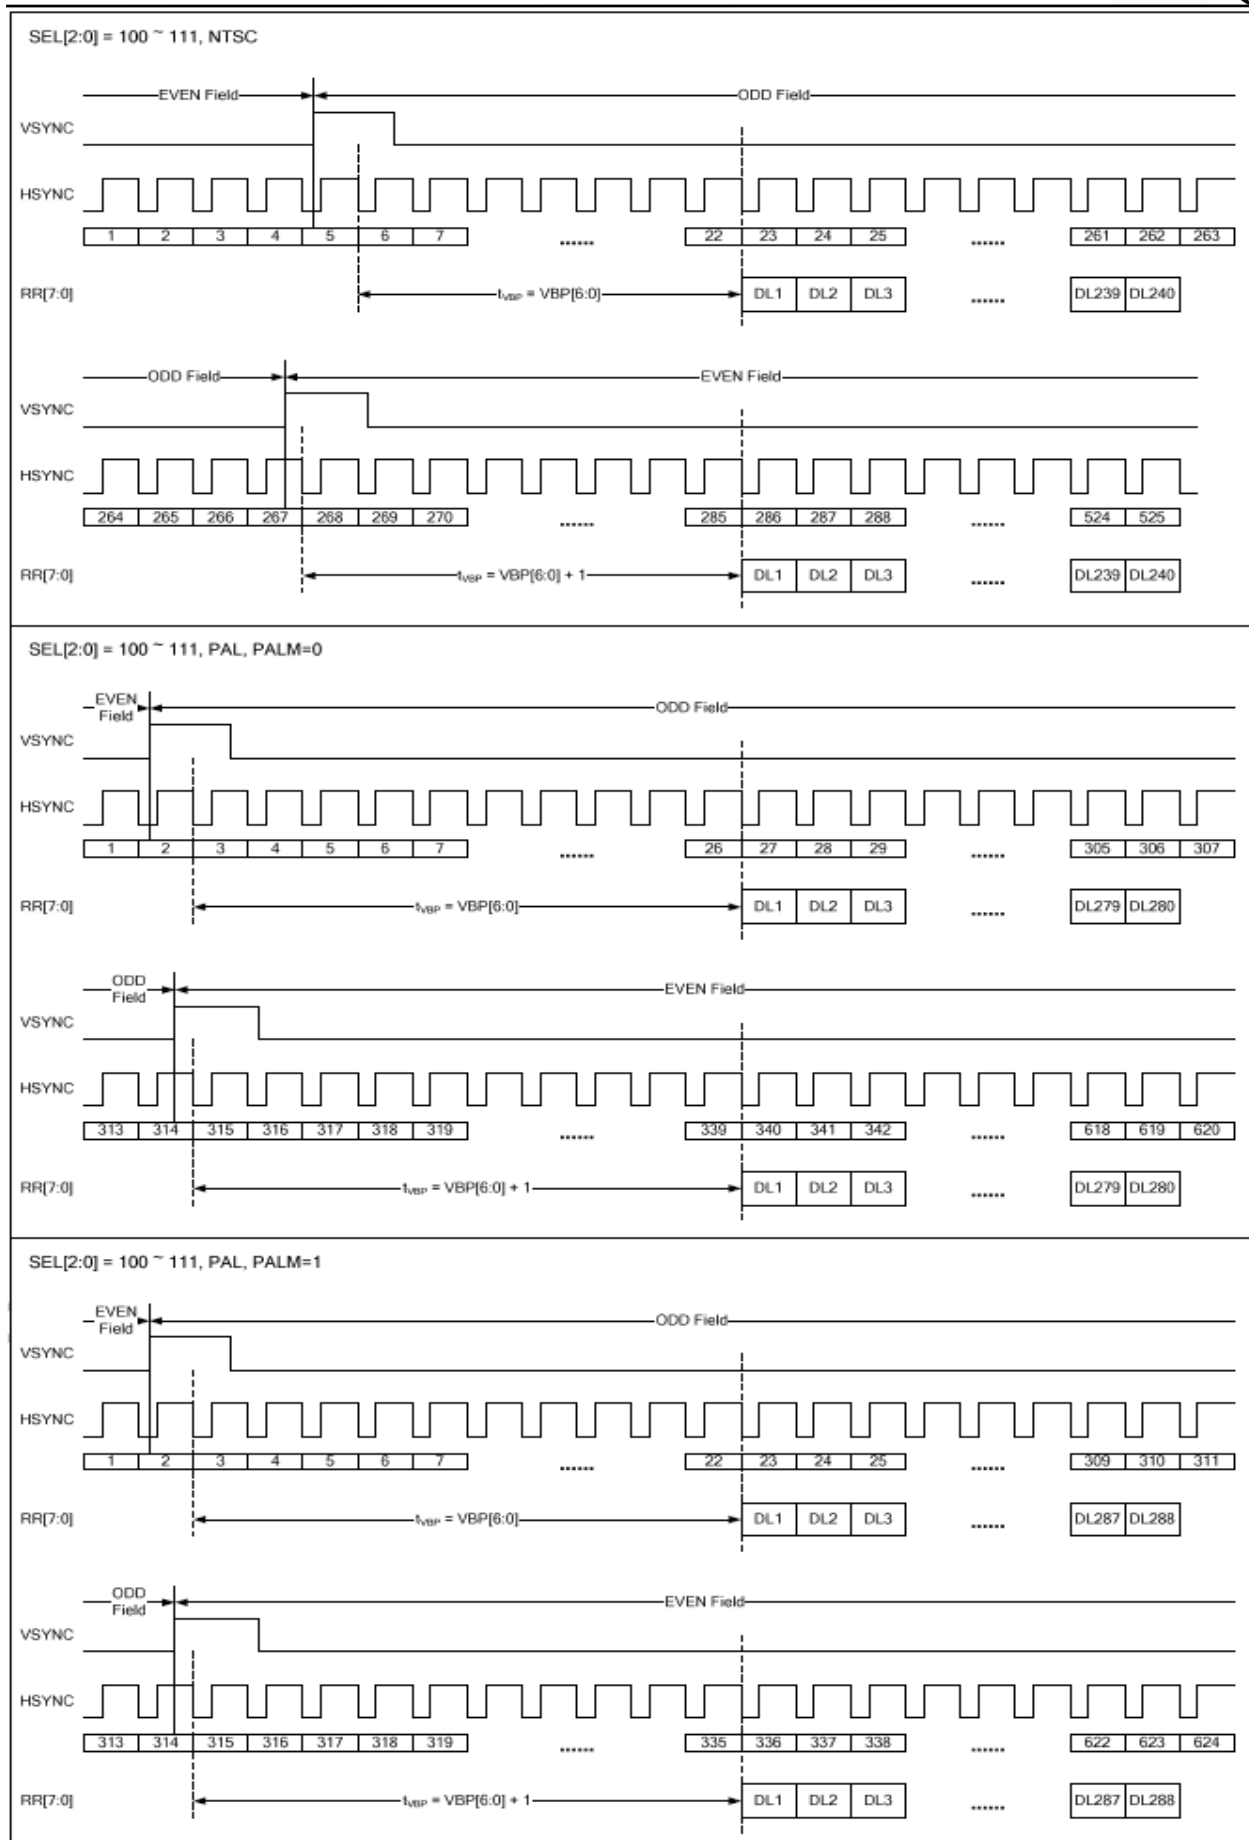 SEL[2:0] = 100 ~ 111, NTSC
EVEN Field ODD Field
VSYNC
HSYNC
1 2 3 4 5 6 7 ...... 22 23 24 25 ...... 261 262 263
RR[7:0] tVBP = VBP[6:0] DL1 DL2 DL3 ...... DL239 DL240
ODD Field EVEN Field
VSYNC
HSYNC
264 265 266 267 268 269 270 ...... 285 286 287 288 ...... 524 525
RR[7:0] tVBP = VBP[6:0] + 1 DL1 DL2 DL3 ...... DL239 DL240
SEL[2:0] = 100 ~ 111, PAL, PALM=0
EVEN Field ODD Field
VSYNC
HSYNC
1 2 3 4 5 6 7 ...... 26 27 28 29 ...... 305 306 307
RR[7:0] tVBP = VBP[6:0] DL1 DL2 DL3 ...... DL279 DL280
ODD Field EVEN Field
VSYNC
HSYNC
313 314 315 316 317 318 319 ...... 339 340 341 342 ...... 618 619 620
RR[7:0] tVBP = VBP[6:0] + 1 DL1 DL2 DL3 ...... DL279 DL280
SEL[2:0] = 100 ~ 111, PAL, PALM=1
EVEN Field ODD Field
VSYNC
HSYNC
1 2 3 4 5 6 7 ...... 22 23 24 25 ...... 309 310 311
RR[7:0] tVBP = VBP[6:0] DL1 DL2 DL3 ...... DL287 DL288
ODD Field EVEN Field
VSYNC
HSYNC
313 314 315 316 317 318 319 ...... 335 336 337 338 ...... 622 623 624
RR[7:0] tVBP = VBP[6:0] + 1 DL1 DL2 DL3 ...... DL287 DL288